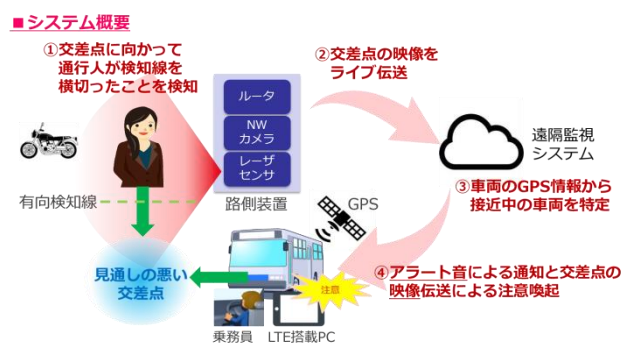 ■システム概要
①交差点に向かって
通行人が検知線を
横切ったことを検知
②交差点の映像を
ライブ伝送
ルータ
NW
カメラ
レーザ
センサ
遠隔監視
システム
有向検知線
路側装置
GPS
③車両のGPS情報から
接近中の車両を特定
見通しの悪い
交差点
注意
④アラート音による通知と交差点の
映像伝送による注意喚起
乗務員
LTE搭載PC